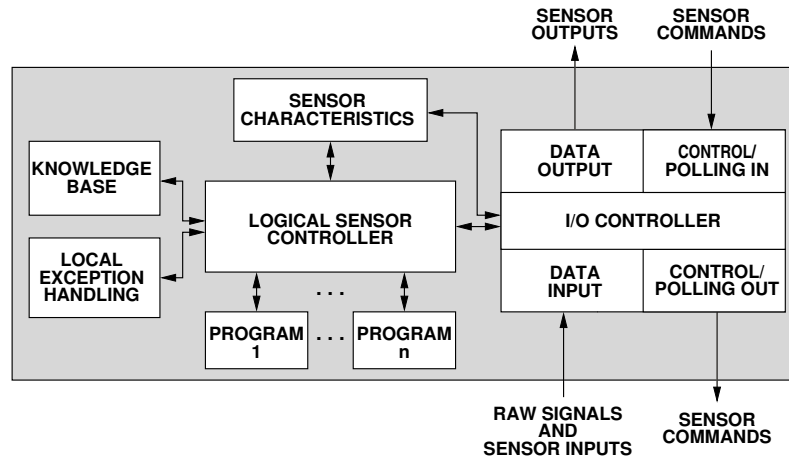 SENSOR
OUTPUTS
SENSOR
COMMANDS
SENSOR
CHARACTERISTICS
KNOWLEDGE
BASE
LOCAL
EXCEPTION
HANDLING
LOGICAL SENSOR
CONTROLLER
. . .
PROGRAM
1
. . .
PROGRAM
n
DATA
OUTPUT
CONTROL/
POLLING IN
I/O CONTROLLER
DATA
INPUT
CONTROL/
POLLING OUT
RAW SIGNALS
AND
SENSOR INPUTS
SENSOR
COMMANDS